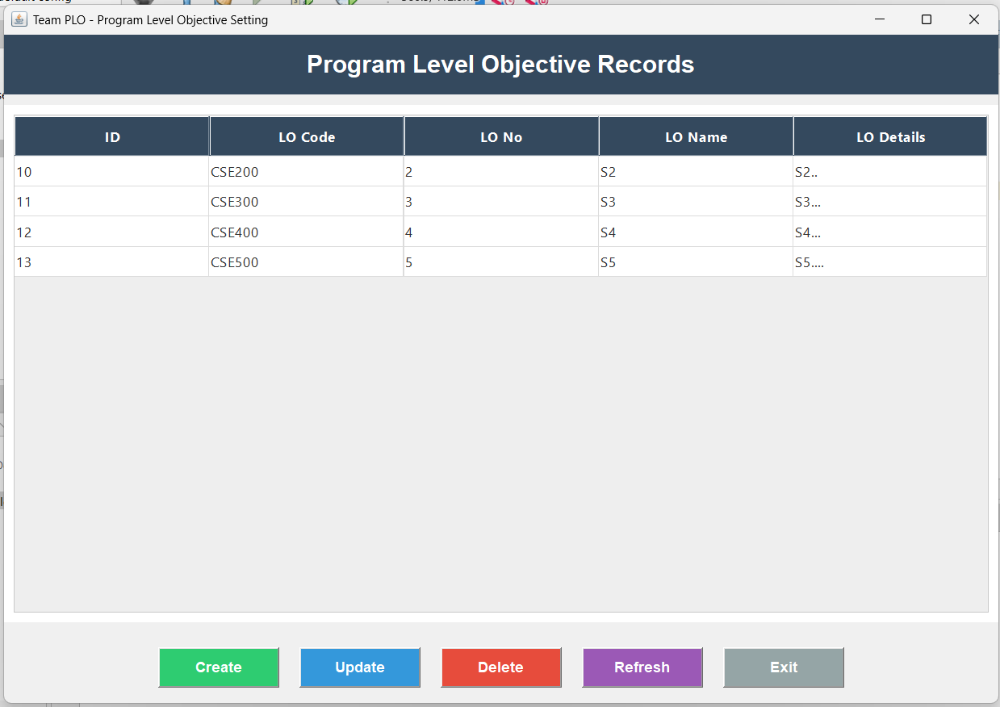 Team PLO - Program Level Objective Setting
Program Level Objective Records
ID LO Code LO No LO Name LO Details
10 CSE200 2 S2 S2..
11 CSE300 3 S3 S3...
12 CSE400 4 S4 S4...
13 CSE500 5 S5 S5....
Create Update Delete Refresh Exit